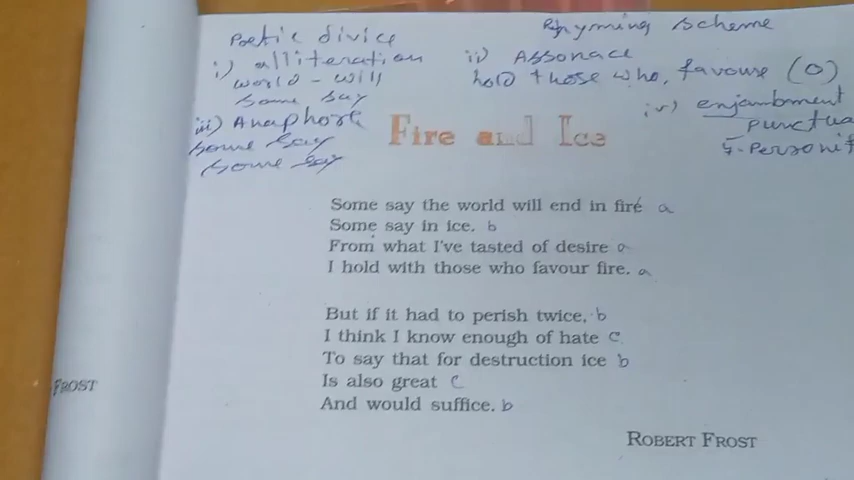 Poetic divice
Rhyming scheme
i) alliteration
ii) Assonace
world - will
hold those who, favour (O)
some say
iii) Anaphora
iv) enjambment
some say
punctua
some say
5- Personif
Fire and Ice
Some say the world will end in fire a
Some say in ice. b
From what I've tasted of desire a
I hold with those who favour fire. a
But if it had to perish twice, b
I think I know enough of hate c
To say that for destruction ice b
Is also great c
And would suffice. b
ROBERT FROST
FROST